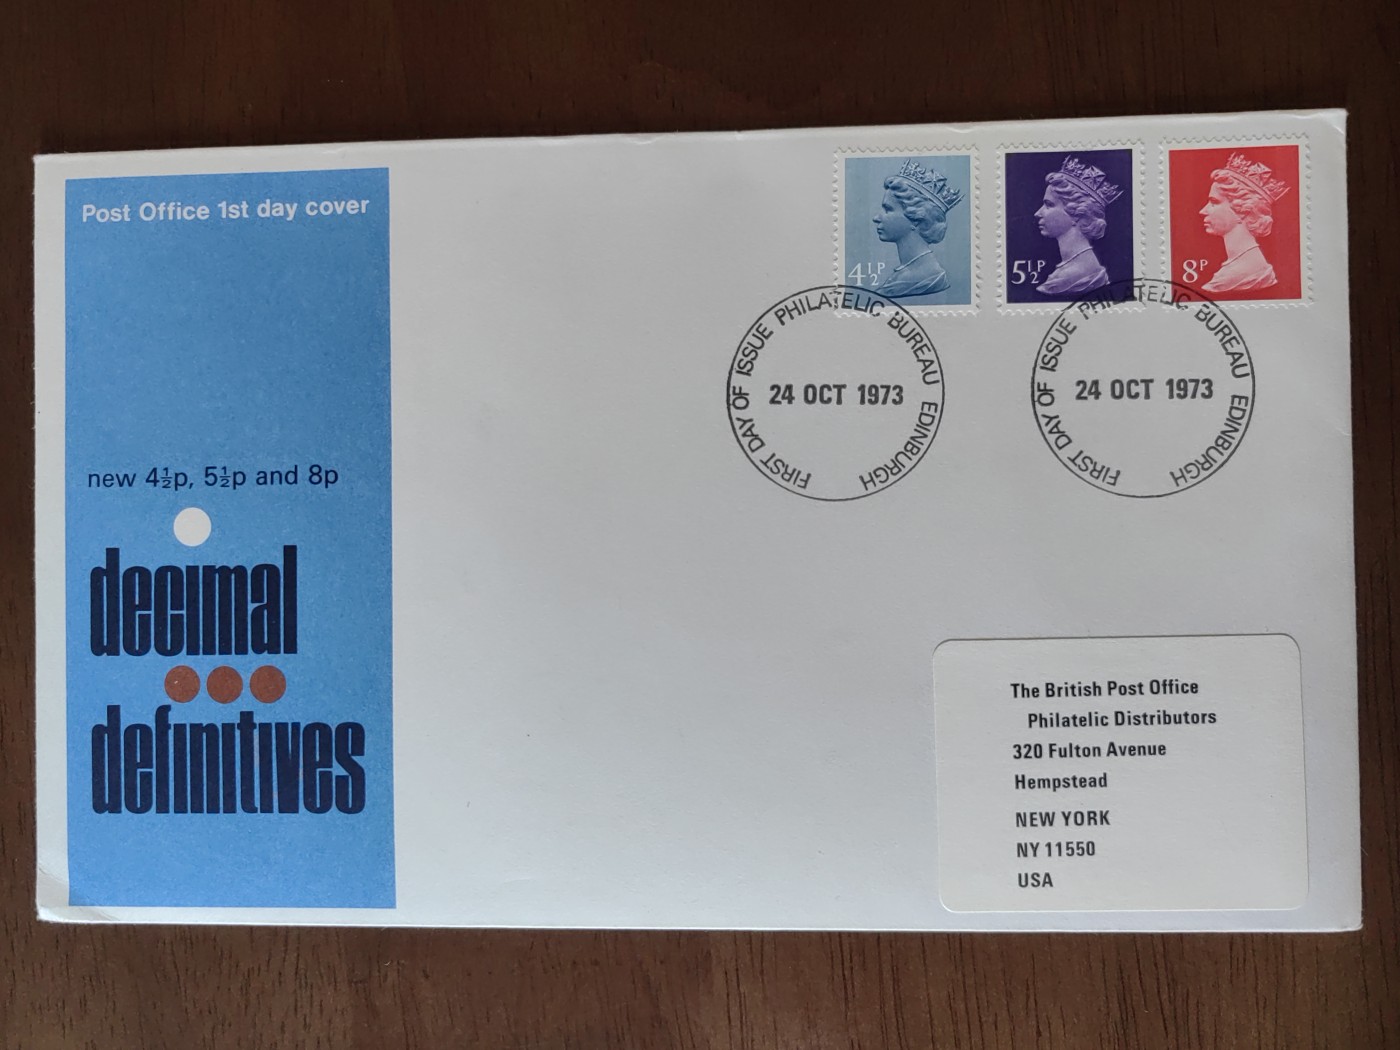 Post Office 1st day cover
new 4½p, 5½p and 8p
decimal
definitives
4½P
5½P
8P
FIRST DAY OF ISSUE PHILATELIC BUREAU EDINBURGH
24 OCT 1973
FIRST DAY OF ISSUE PHILATELIC BUREAU EDINBURGH
24 OCT 1973
The British Post Office
Philatelic Distributors
320 Fulton Avenue
Hempstead
NEW YORK
NY 11550
USA